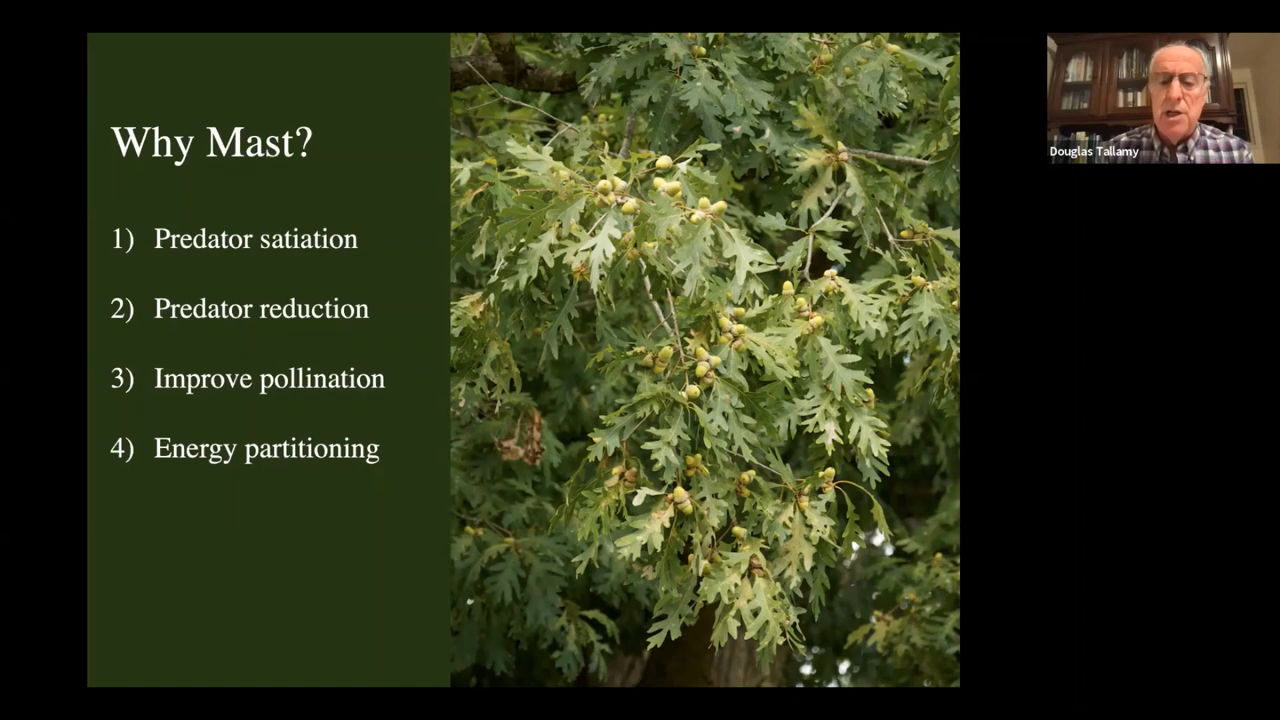 Why Mast?
1) Predator satiation
2) Predator reduction
3) Improve pollination
4) Energy partitioning
Douglas Tallamy